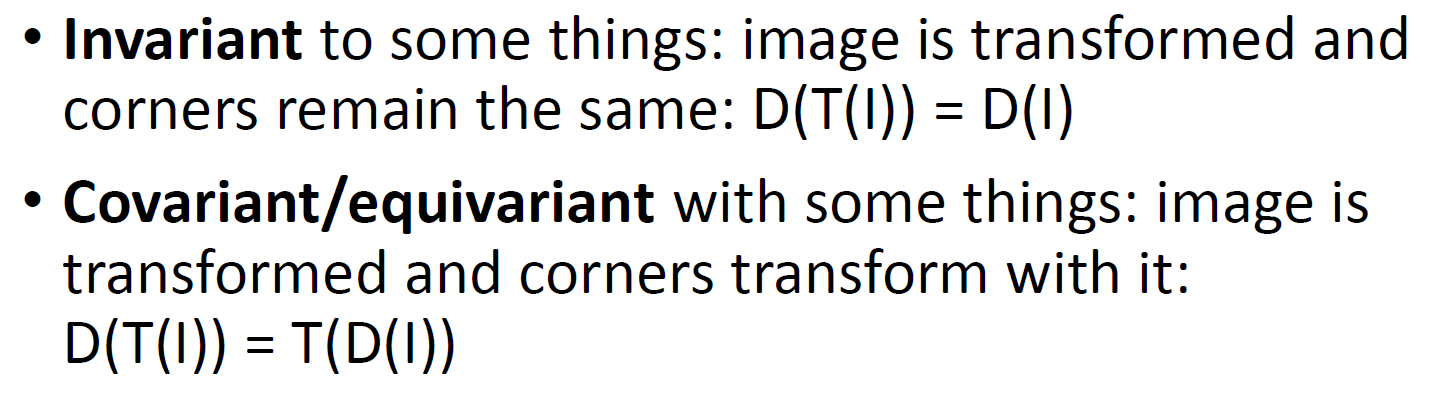 • Invariant to some things: image is transformed and
corners remain the same: D(T(I)) = D(I)
• Covariant/equivariant with some things: image is
transformed and corners transform with it:
D(T(I)) = T(D(I))